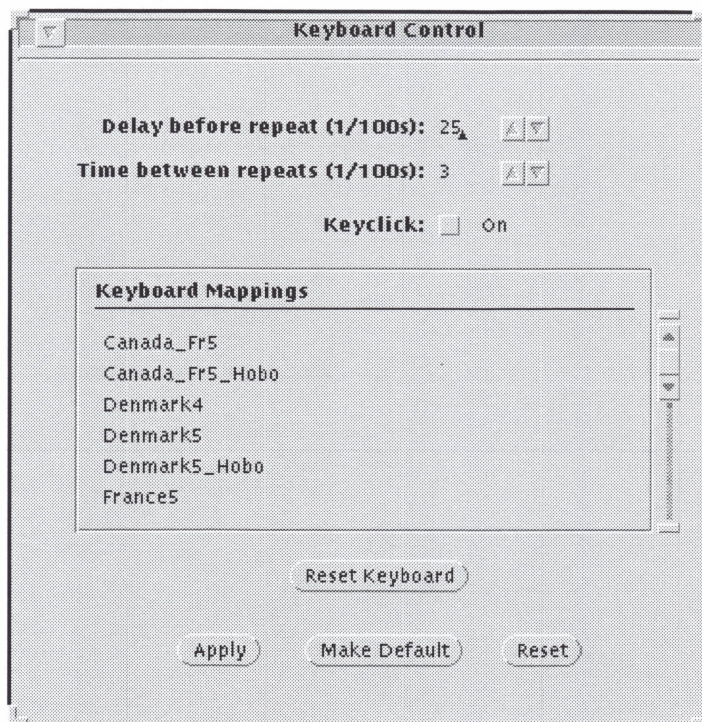 Keyboard Control
Delay before repeat (1/100s): 25
Time between repeats (1/100s): 3
Keyclick: On
Keyboard Mappings
Canada_Fr5
Canada_Fr5_Hobo
Denmark4
Denmark5
Denmark5_Hobo
France5
Reset Keyboard
Apply Make Default Reset